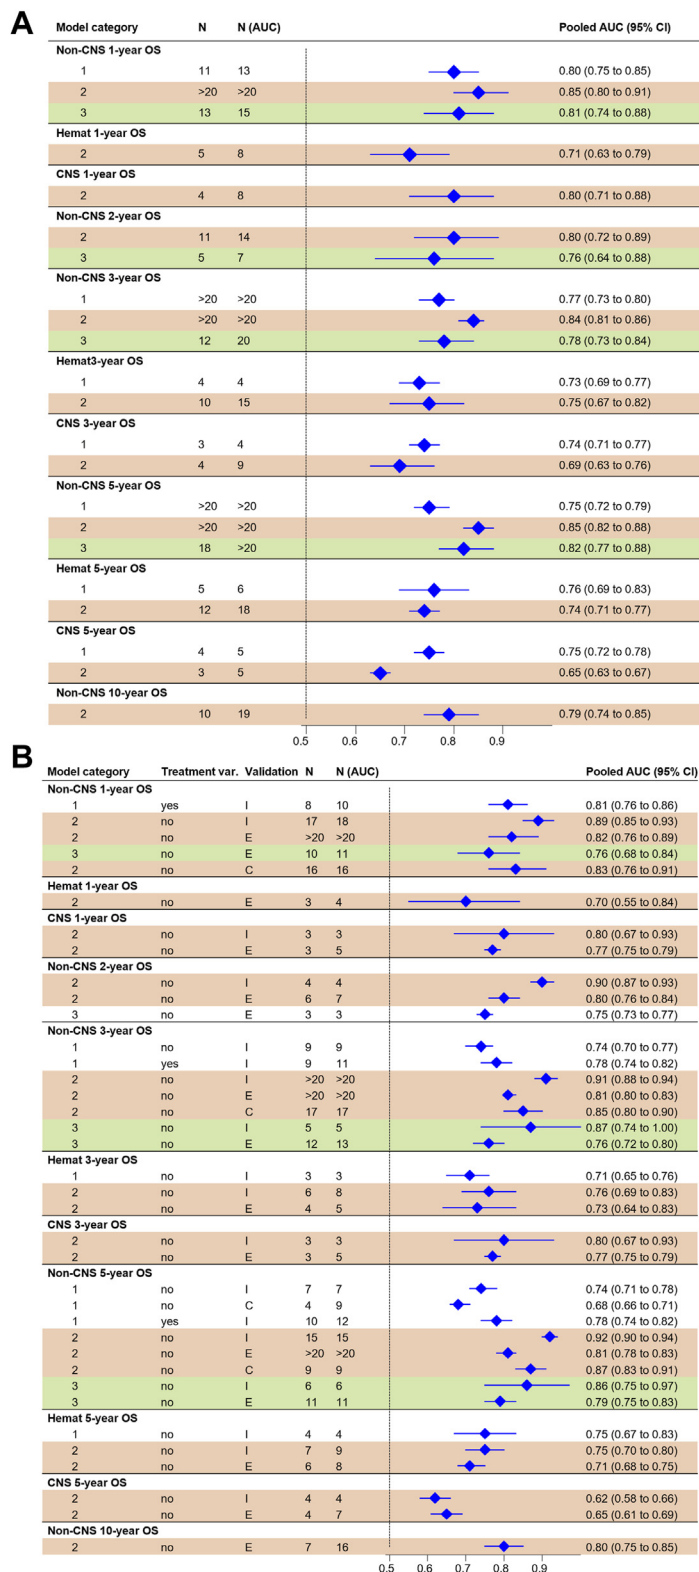 A
Model category N N (AUC) Pooled AUC (95% CI)
Non-CNS 1-year OS
1 11 13 0.80 (0.75 to 0.85)
2 >20 >20 0.85 (0.80 to 0.91)
3 13 15 0.81 (0.74 to 0.88)
Hemat 1-year OS
2 5 8 0.71 (0.63 to 0.79)
CNS 1-year OS
2 4 8 0.80 (0.71 to 0.88)
Non-CNS 2-year OS
2 11 14 0.80 (0.72 to 0.89)
3 5 7 0.76 (0.64 to 0.88)
Non-CNS 3-year OS
1 >20 >20 0.77 (0.73 to 0.80)
2 >20 >20 0.84 (0.81 to 0.86)
3 12 20 0.78 (0.73 to 0.84)
Hemat3-year OS
1 4 4 0.73 (0.69 to 0.77)
2 10 15 0.75 (0.67 to 0.82)
CNS 3-year OS
1 3 4 0.74 (0.71 to 0.77)
2 4 9 0.69 (0.63 to 0.76)
Non-CNS 5-year OS
1 >20 >20 0.75 (0.72 to 0.79)
2 >20 >20 0.85 (0.82 to 0.88)
3 18 >20 0.82 (0.77 to 0.88)
Hemat 5-year OS
1 5 6 0.76 (0.69 to 0.83)
2 12 18 0.74 (0.71 to 0.77)
CNS 5-year OS
1 4 5 0.75 (0.72 to 0.78)
2 3 5 0.65 (0.63 to 0.67)
Non-CNS 10-year OS
2 10 19 0.79 (0.74 to 0.85)
0.5 0.6 0.7 0.8 0.9
B
Model category Treatment var. Validation N N (AUC) Pooled AUC (95% CI)
Non-CNS 1-year OS
1 yes I 8 10 0.81 (0.76 to 0.86)
2 no I 17 18 0.89 (0.85 to 0.93)
2 no E >20 >20 0.82 (0.76 to 0.89)
3 no E 10 11 0.76 (0.68 to 0.84)
2 no C 16 16 0.83 (0.76 to 0.91)
Hemat 1-year OS
2 no E 3 4 0.70 (0.55 to 0.84)
CNS 1-year OS
2 no I 3 3 0.80 (0.67 to 0.93)
2 no E 3 5 0.77 (0.75 to 0.79)
Non-CNS 2-year OS
2 no I 4 4 0.90 (0.87 to 0.93)
2 no E 6 7 0.80 (0.76 to 0.84)
3 no E 3 3 0.75 (0.73 to 0.77)
Non-CNS 3-year OS
1 no I 9 9 0.74 (0.70 to 0.77)
1 yes I 9 11 0.78 (0.74 to 0.82)
2 no I >20 >20 0.91 (0.88 to 0.94)
2 no E >20 >20 0.81 (0.80 to 0.83)
2 no C 17 17 0.85 (0.80 to 0.90)
3 no I 5 5 0.87 (0.74 to 1.00)
3 no E 12 13 0.76 (0.72 to 0.80)
Hemat 3-year OS
1 no I 3 3 0.71 (0.65 to 0.76)
2 no I 6 8 0.76 (0.69 to 0.83)
2 no E 4 5 0.73 (0.64 to 0.83)
CNS 3-year OS
2 no I 3 3 0.80 (0.67 to 0.93)
2 no E 3 5 0.77 (0.75 to 0.79)
Non-CNS 5-year OS
1 no I 7 7 0.74 (0.71 to 0.78)
1 no C 4 9 0.68 (0.66 to 0.71)
1 yes I 10 12 0.78 (0.74 to 0.82)
2 no I 15 15 0.92 (0.90 to 0.94)
2 no E >20 >20 0.81 (0.78 to 0.83)
2 no C 9 9 0.87 (0.83 to 0.91)
3 no I 6 6 0.86 (0.75 to 0.97)
3 no E 11 11 0.79 (0.75 to 0.83)
Hemat 5-year OS
1 no I 4 4 0.75 (0.67 to 0.83)
2 no I 7 9 0.75 (0.70 to 0.80)
2 no E 6 8 0.71 (0.68 to 0.75)
CNS 5-year OS
2 no I 4 4 0.62 (0.58 to 0.66)
2 no E 4 7 0.65 (0.61 to 0.69)
Non-CNS 10-year OS
2 no E 7 16 0.80 (0.75 to 0.85)
0.5 0.6 0.7 0.8 0.9